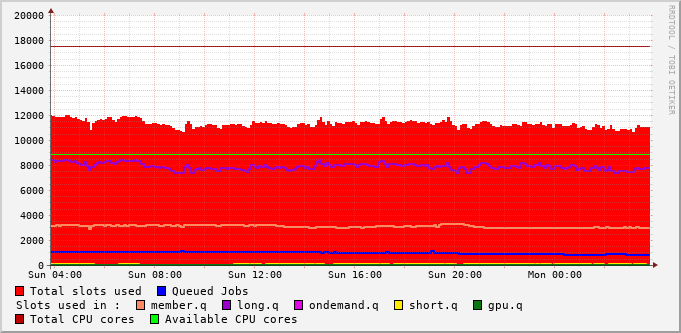 RRDTOOL / TOBI OETIKER
20000
18000
16000
14000
12000
10000
8000
6000
4000
2000
0
Sun 04:00 Sun 08:00 Sun 12:00 Sun 16:00 Sun 20:00 Mon 00:00
Total slots used Queued Jobs
Slots used in : member.q long.q ondemand.q short.q gpu.q
Total CPU cores Available CPU cores